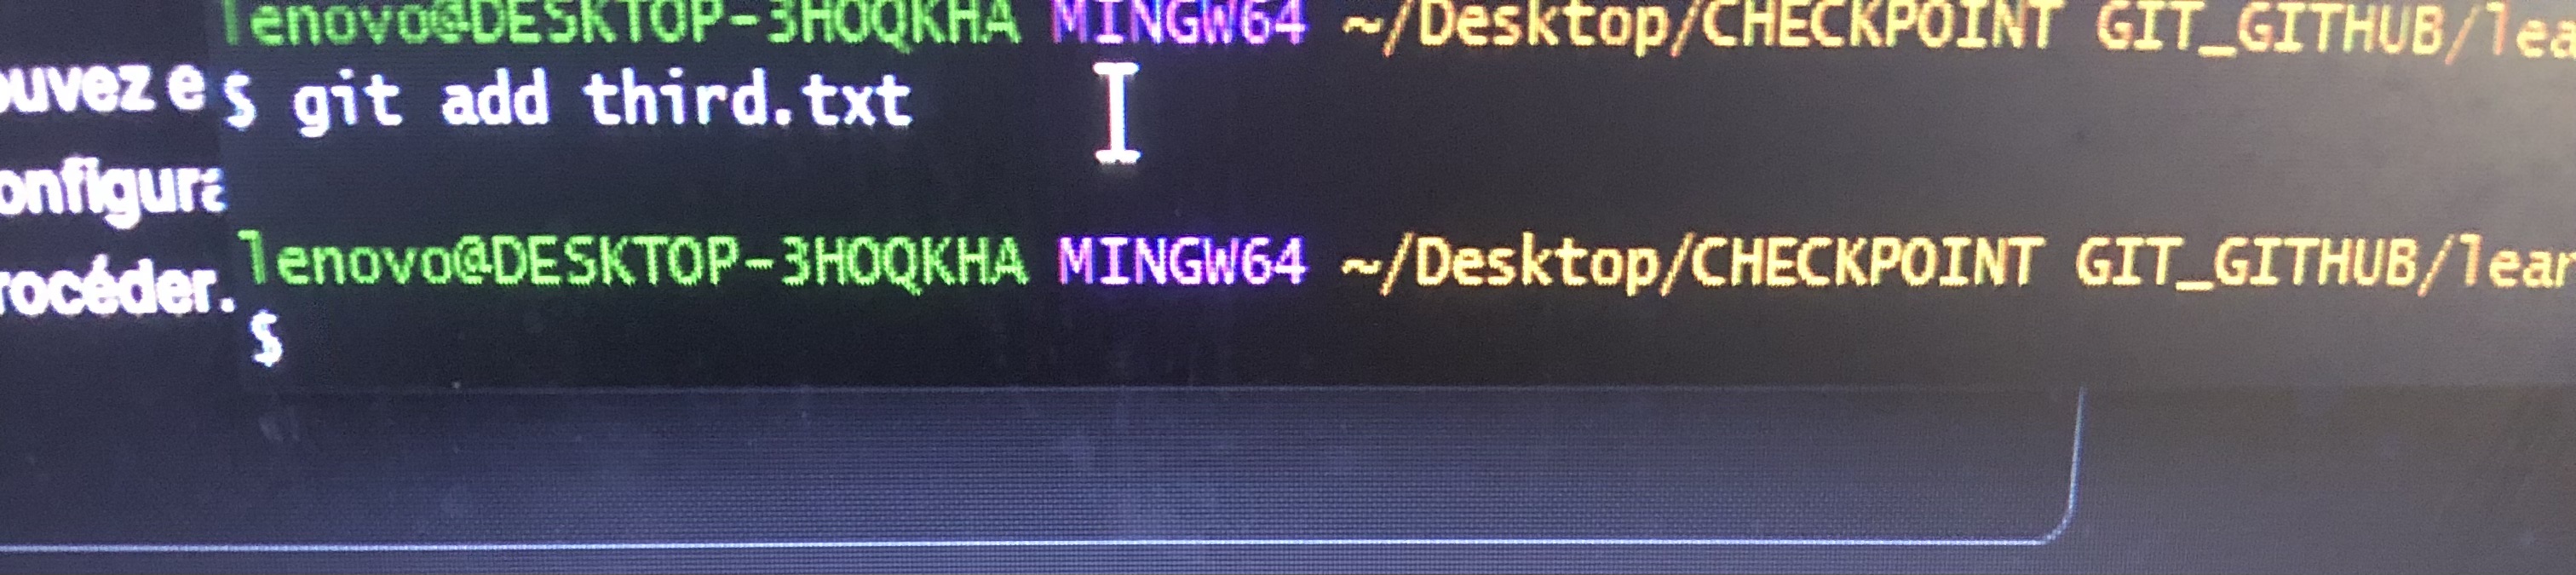 lenovo@DESKTOP-3HOQKHA MINGW64 ~/Desktop/CHECKPOINT GIT_GITHUB/lea
ouvez e
$ git add third.txt
onfigura
lenovo@DESKTOP-3HOQKHA MINGW64 ~/Desktop/CHECKPOINT GIT_GITHUB/lear
rocéder.
$